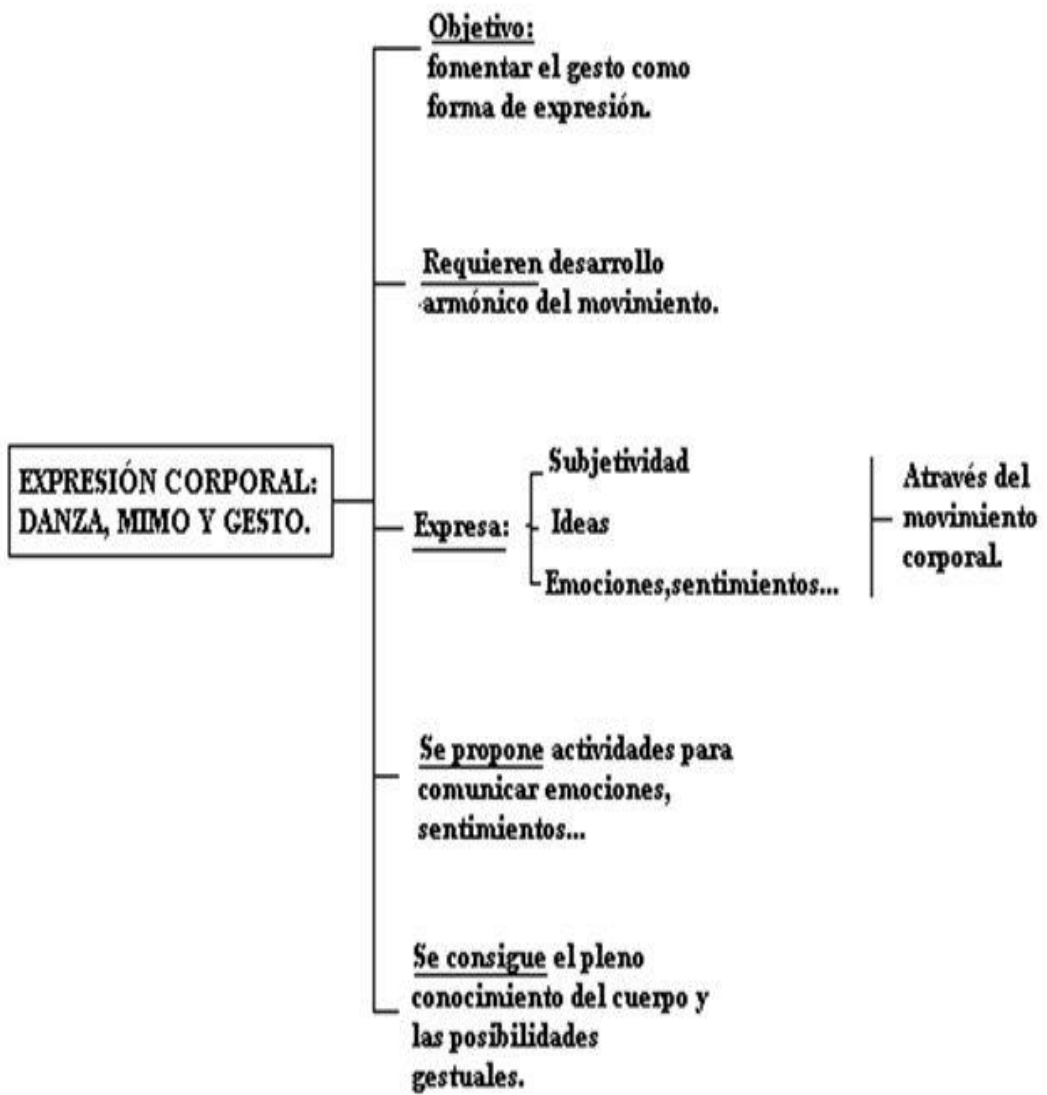 Objetivo:
fomentar el gesto como
forma de expresión.
Requieren desarrollo
armónico del movimiento.
EXPRESIÓN CORPORAL:
DANZA, MIMO Y GESTO.
Expresa:
Subjetividad
Ideas
Emociones,sentimientos...
Através del
movimiento
corporal.
Se propone actividades para
comunicar emociones,
sentimientos...
Se consigue el pleno
conocimiento del cuerpo y
las posibilidades
gestuales.